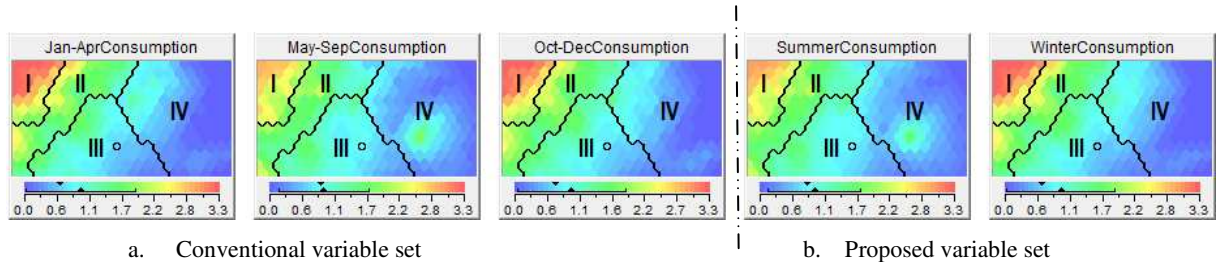 Jan-AprConsumption
I II III IV
0.0 0.6 1.1 1.7 2.2 2.8 3.3
May-SepConsumption
I II III IV
0.0 0.6 1.1 1.7 2.2 2.8 3.3
Oct-DecConsumption
I II III IV
0.0 0.6 1.1 1.7 2.2 2.8 3.3
a. Conventional variable set
SummerConsumption
I II III IV
0.0 0.6 1.1 1.7 2.2 2.8 3.3
WinterConsumption
I II III IV
0.0 0.6 1.1 1.7 2.2 2.8 3.3
b. Proposed variable set